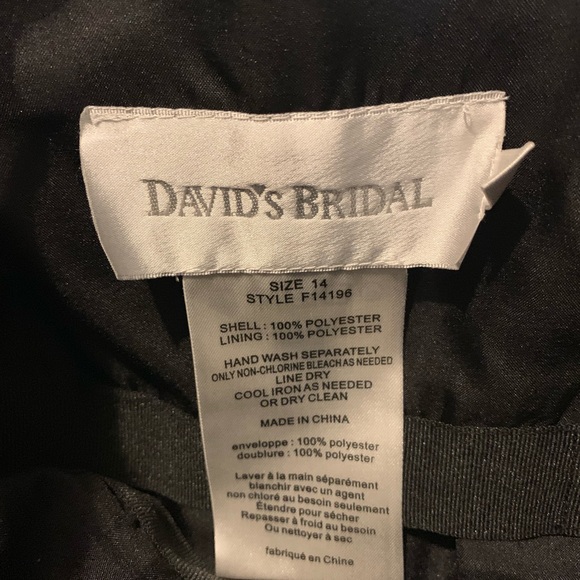 DAVID'S BRIDAL
SIZE 14
STYLE F14196
SHELL : 100% POLYESTER
LINING : 100% POLYESTER
HAND WASH SEPARATELY
ONLY NON-CHLORINE BLEACH AS NEEDED
LINE DRY
COOL IRON AS NEEDED
OR DRY CLEAN
MADE IN CHINA
enveloppe : 100% polyester
doublure : 100% polyester
Laver à la main séparément
blanchir avec un agent
non chloré au besoin seulement
Étendre pour sécher
Repasser à froid au besoin
Ou nettoyer à sec
fabriqué en Chine